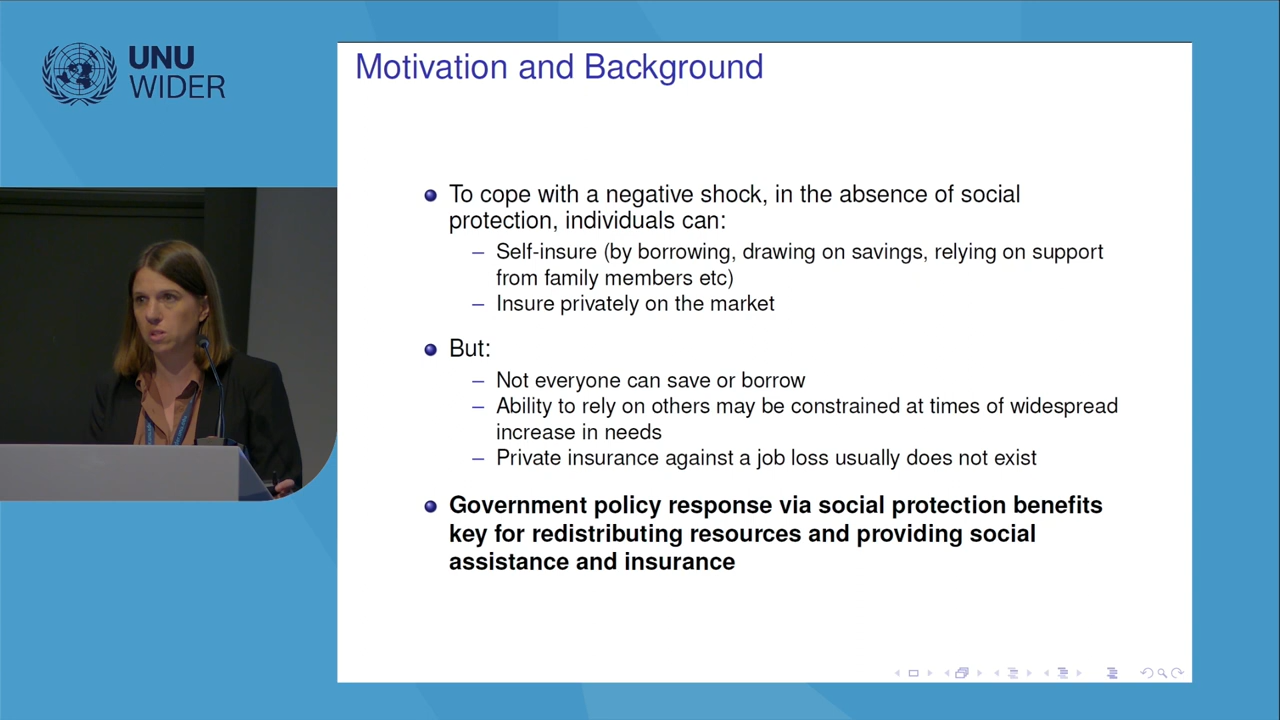 UNU
WIDER
Motivation and Background
To cope with a negative shock, in the absence of social
protection, individuals can:
– Self-insure (by borrowing, drawing on savings, relying on support
from family members etc)
– Insure privately on the market
But:
– Not everyone can save or borrow
– Ability to rely on others may be constrained at times of widespread
increase in needs
– Private insurance against a job loss usually does not exist
Government policy response via social protection benefits
key for redistributing resources and providing social
assistance and insurance